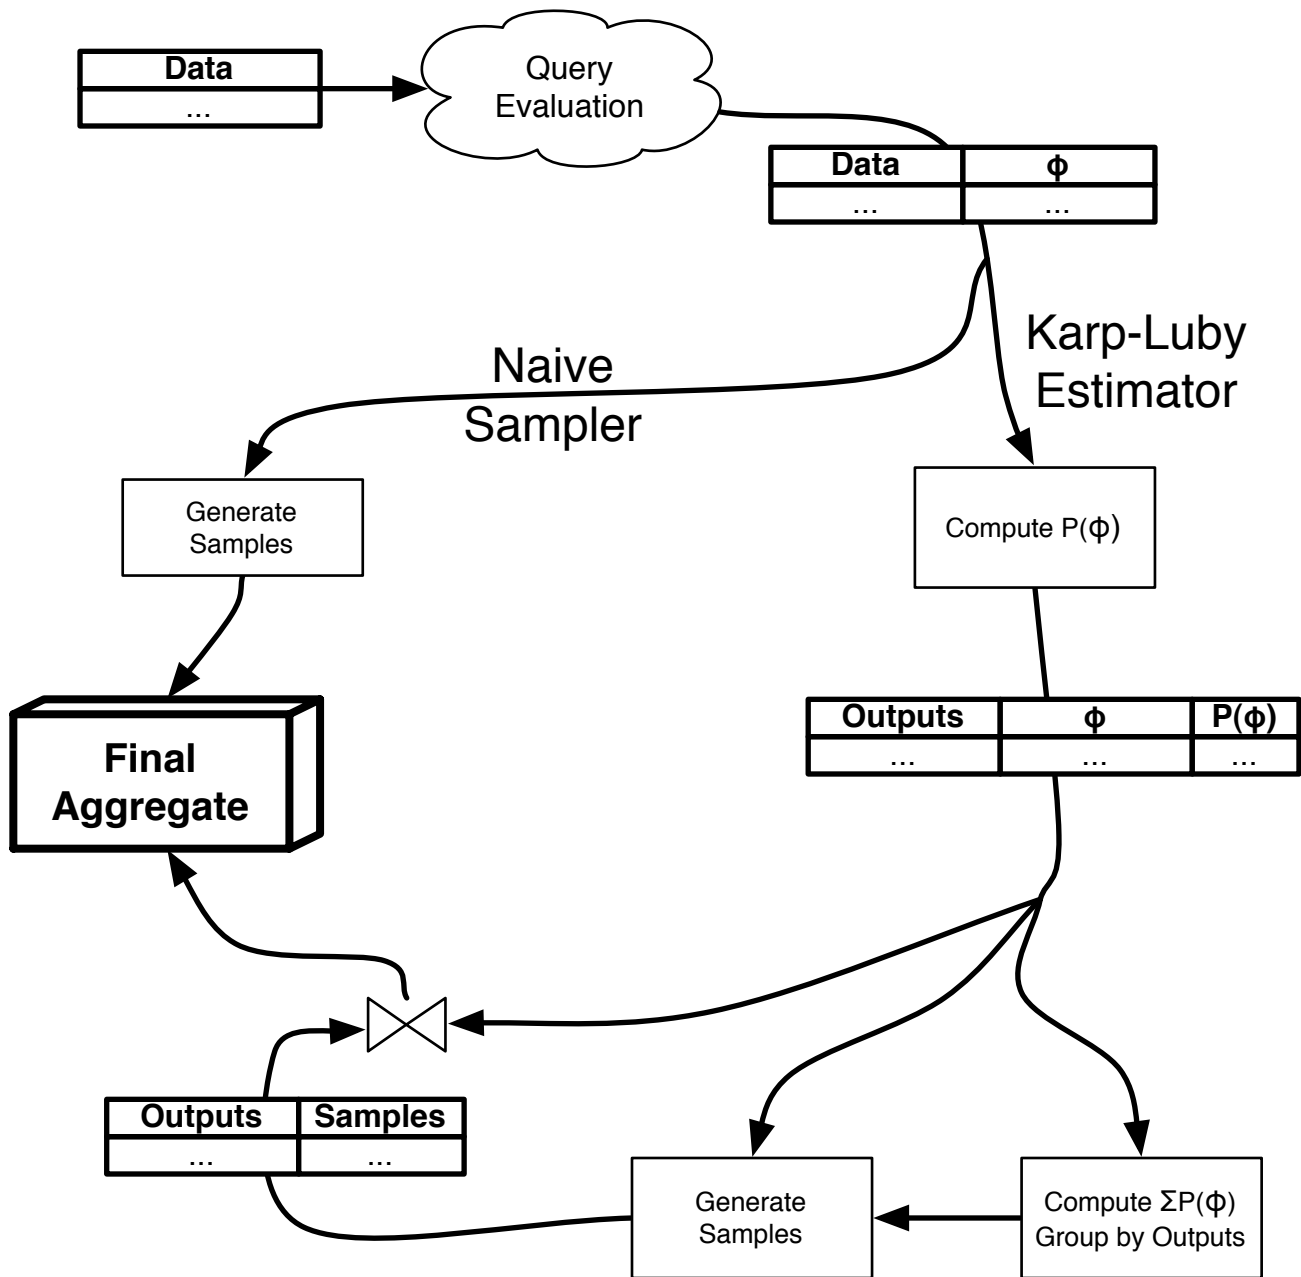 Data
...
Query
Evaluation
Data ϕ
... ...
Naive
Sampler
Karp-Luby
Estimator
Generate
Samples
Compute P(ϕ)
Final
Aggregate
Outputs ϕ P(ϕ)
... ... ...
Outputs Samples
... ...
Generate
Samples
Compute ΣP(ϕ)
Group by Outputs